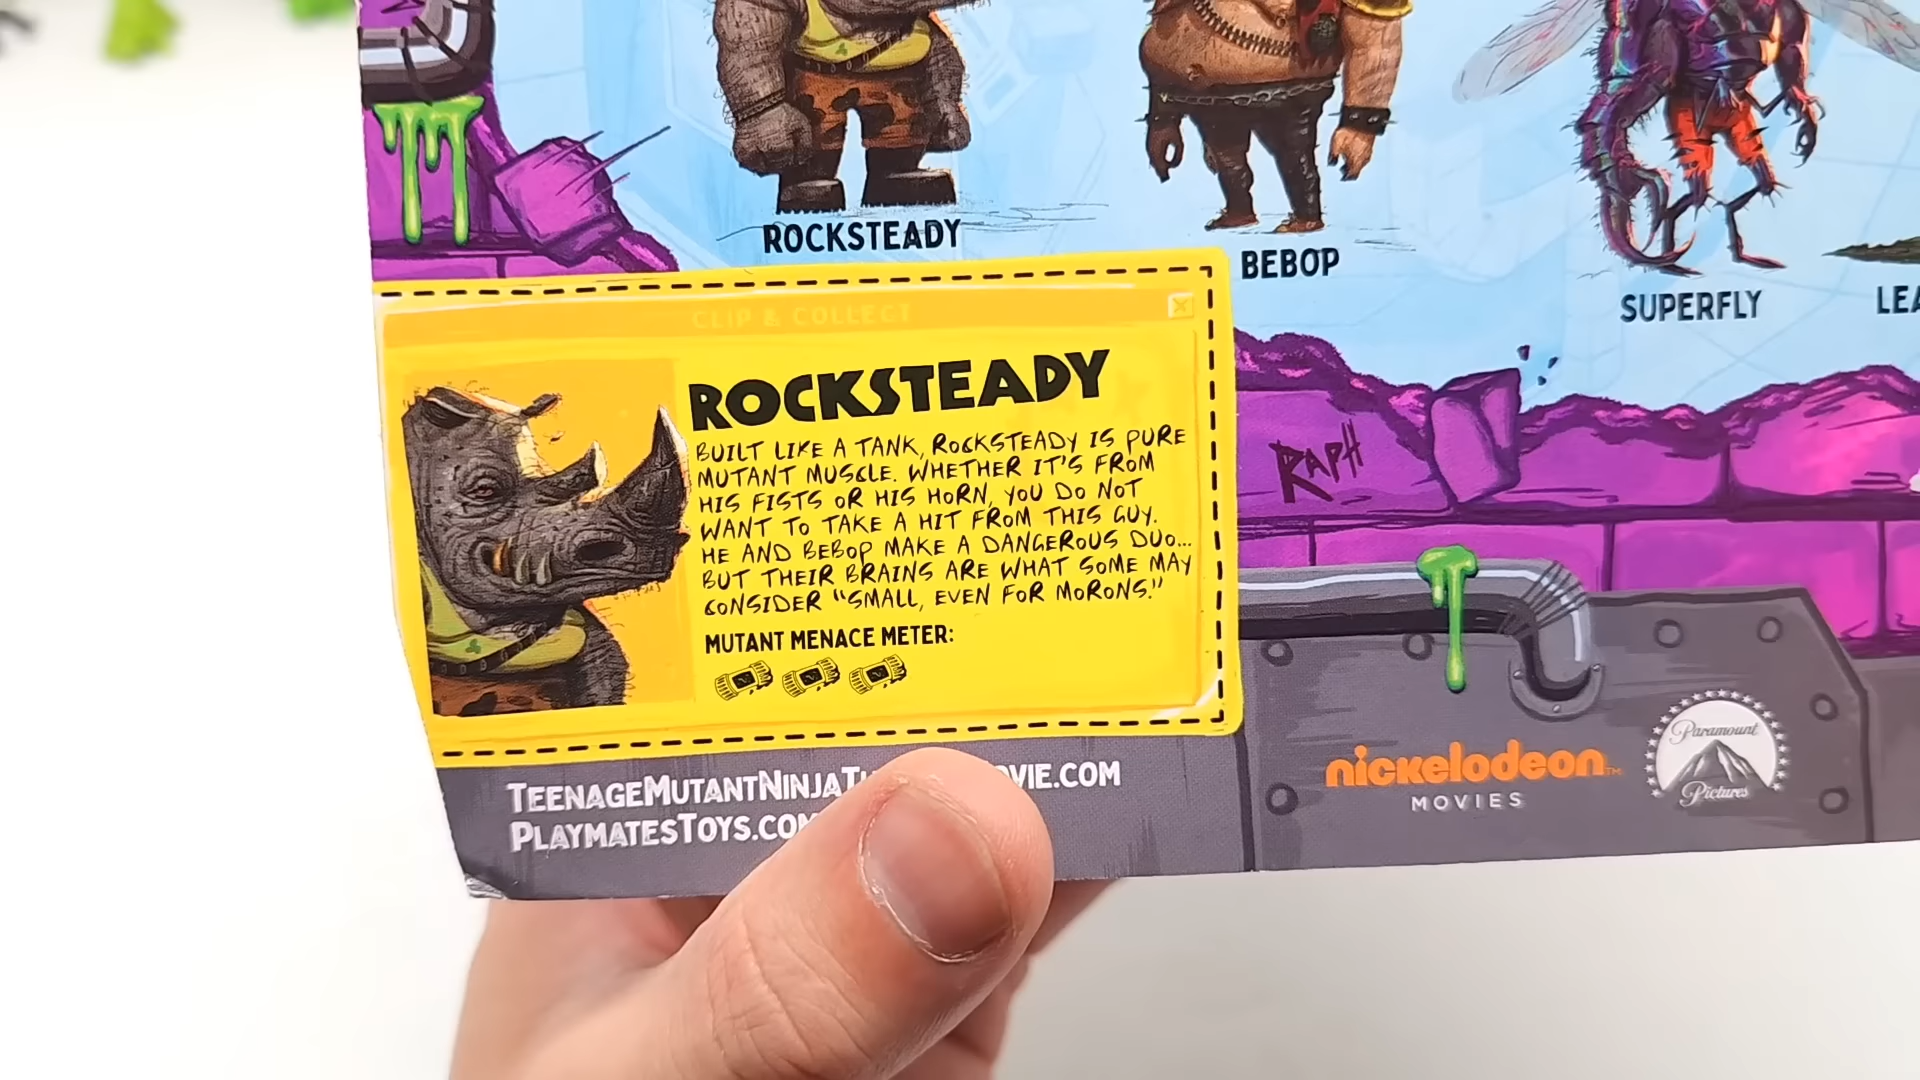 ROCKSTEADY
BEBOP
SUPERFLY
CLIP & COLLECT
ROCKSTEADY
BUILT LIKE A TANK, ROCKSTEADY IS PURE
MUTANT MUSCLE. WHETHER IT'S FROM
HIS FISTS OR HIS HORN, YOU DO NOT
WANT TO TAKE A HIT FROM THIS GUY.
HE AND BEBOP MAKE A DANGEROUS DUO...
BUT THEIR BRAINS ARE WHAT SOME MAY
CONSIDER "SMALL, EVEN FOR MORONS."
MUTANT MENACE METER:
RAPH
PLAYMATESTOYS.COM
nickelodeon
MOVIES
Paramount
Pictures